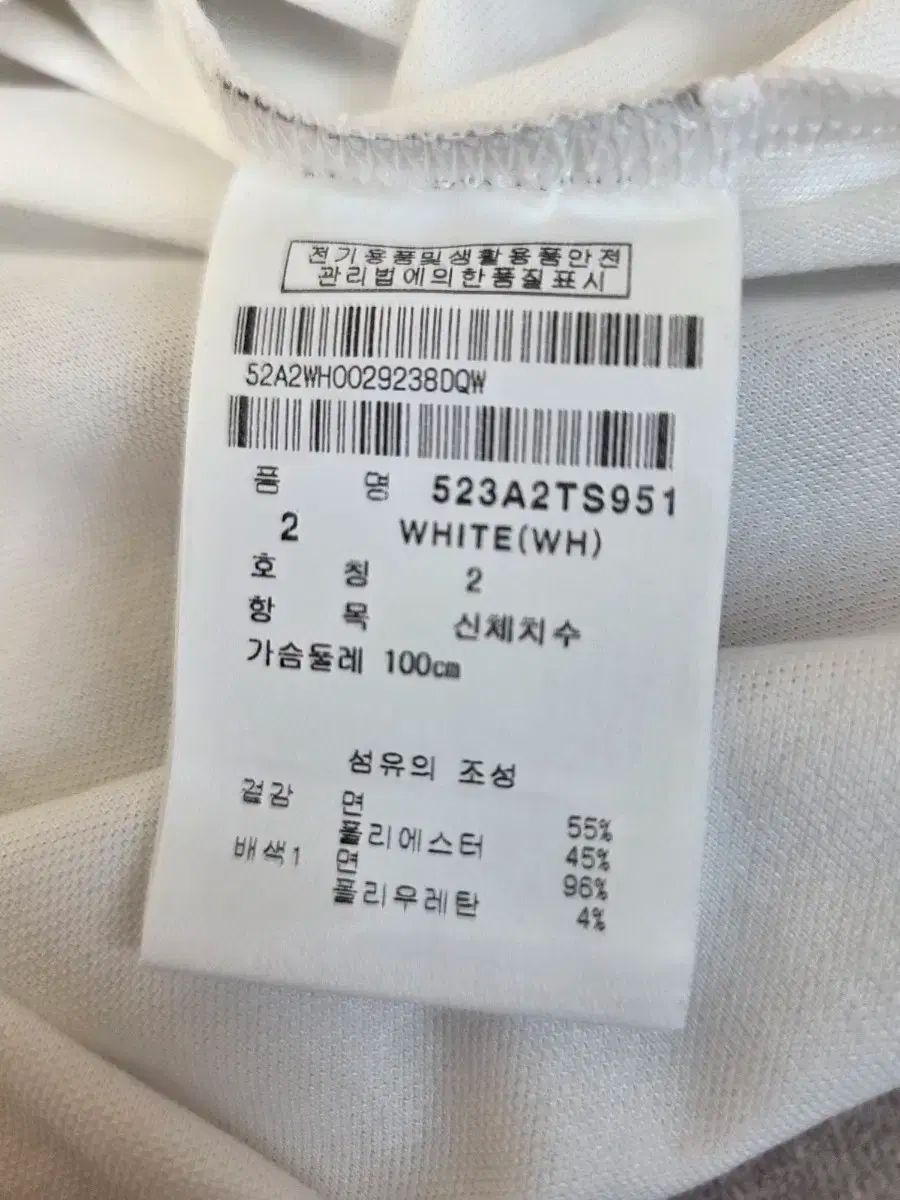 전기용품및생활용품안전
관리법에의한품질표시
52A2WH0029238DQW
품 명 523A2TS951
2 WHITE(WH)
호 칭 2
항 목 신체치수
가슴둘레 100㎝
섬유의 조성
겉감 면 55%
폴리에스터 45%
배색1 면 96%
폴리우레탄 4%